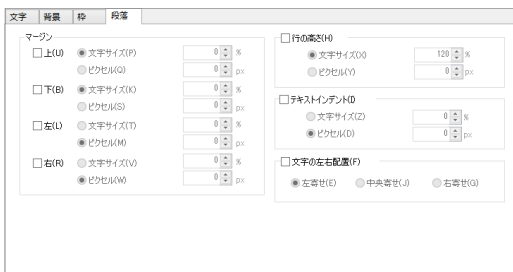 文字 背景 枠 段落
マージン
上(U) 文字サイズ(P) 0 %
ピクセル(Q) 0 px
下(B) 文字サイズ(K) 0 %
ピクセル(S) 0 px
左(L) 文字サイズ(T) 0 %
ピクセル(M) 0 px
右(R) 文字サイズ(V) 0 %
ピクセル(W) 0 px
行の高さ(H)
文字サイズ(X) 120 %
ピクセル(Y) 0 px
テキストインデント(I)
文字サイズ(Z) 0 %
ピクセル(D) 0 px
文字の左右配置(F)
左寄せ(E) 中央寄せ(J) 右寄せ(G)